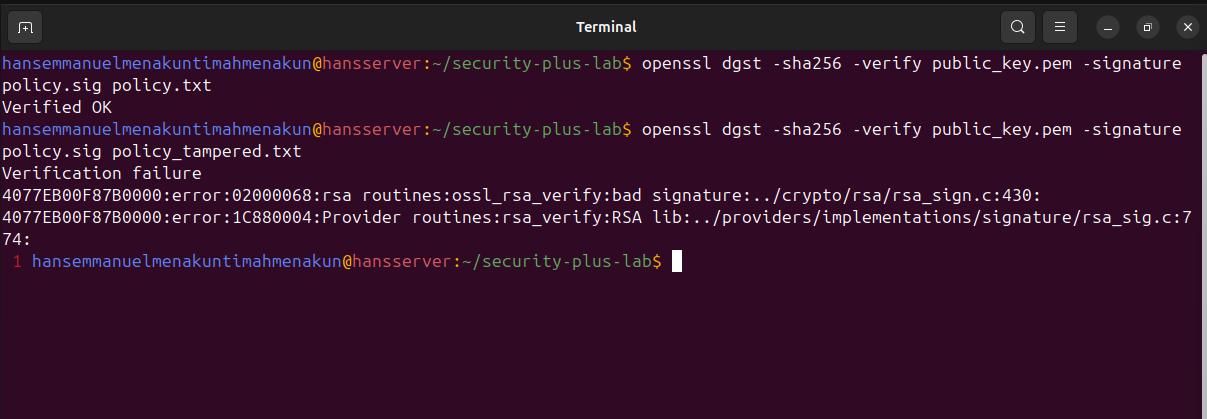 Terminal
hansemmanuelmenakuntimahmenakun@hansserver:~/security-plus-lab$ openssl dgst -sha256 -verify public_key.pem -signature
policy.sig policy.txt
Verified OK
hansemmanuelmenakuntimahmenakun@hansserver:~/security-plus-lab$ openssl dgst -sha256 -verify public_key.pem -signature
policy.sig policy_tampered.txt
Verification failure
4077EB00F87B0000:error:02000068:rsa routines:ossl_rsa_verify:bad signature:../crypto/rsa/rsa_sign.c:430:
4077EB00F87B0000:error:1C880004:Provider routines:rsa_verify:RSA lib:../providers/implementations/signature/rsa_sig.c:7
74:
1 hansemmanuelmenakuntimahmenakun@hansserver:~/security-plus-lab$